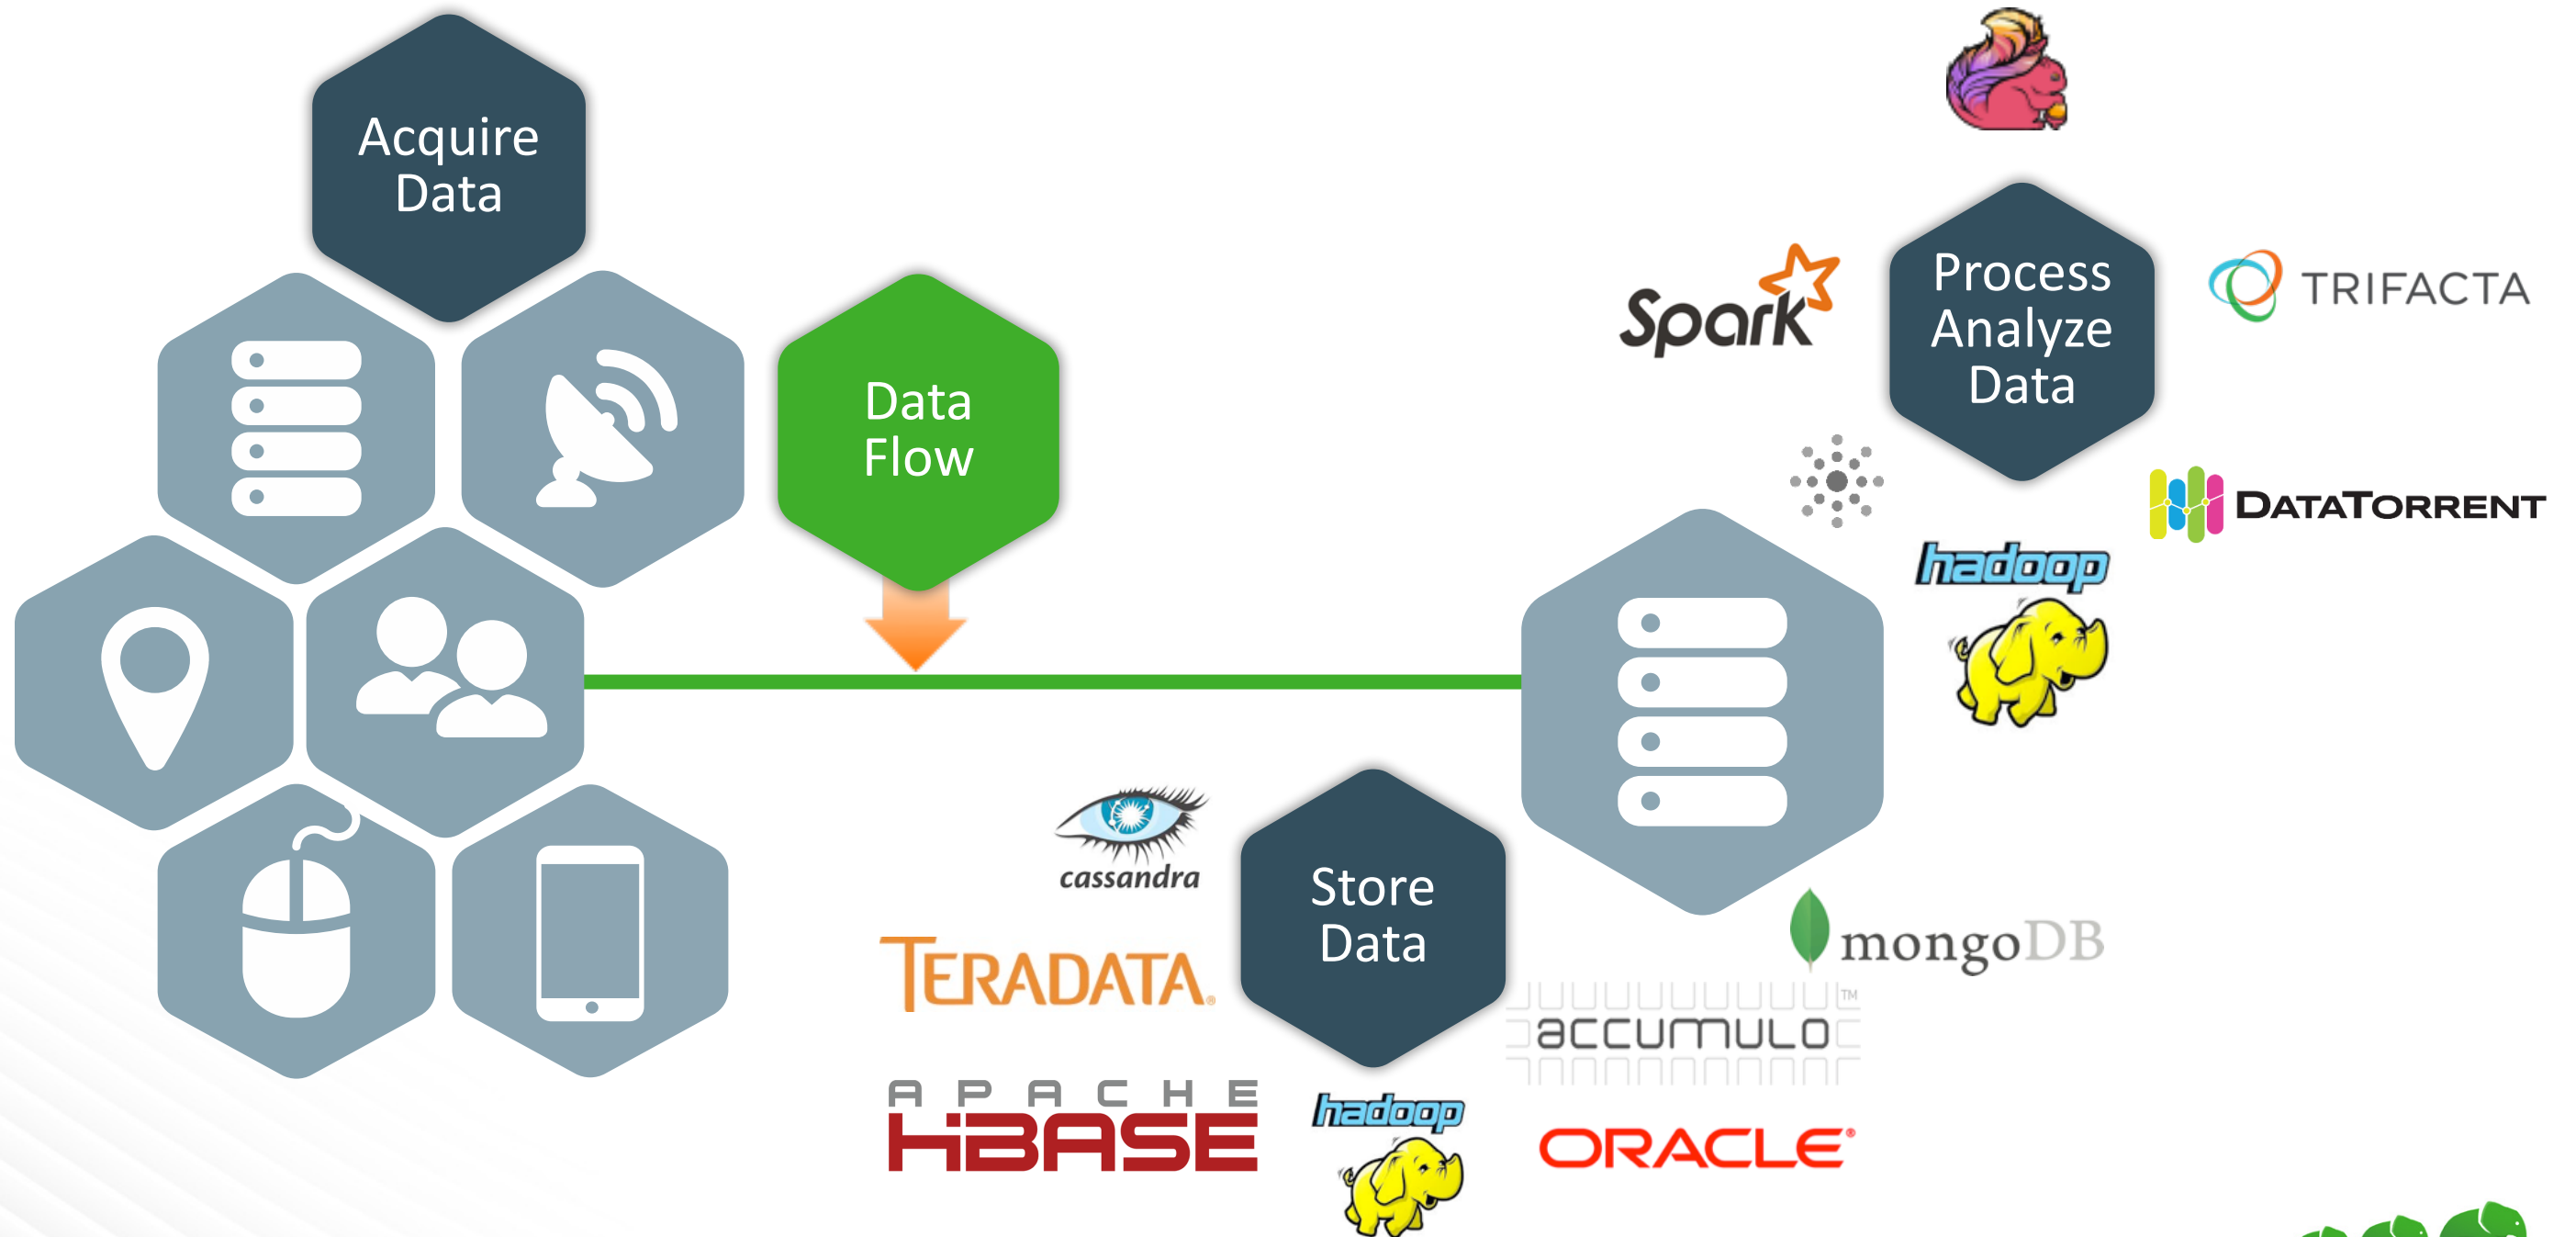 Acquire
Data
Data
Flow
Process
Analyze
Data
Spark
TRIFACTA
DATATORRENT
hadoop
cassandra
TERADATA®
APACHE
HBASE
Store
Data
hadoop
mongoDB
accumulo™
ORACLE®